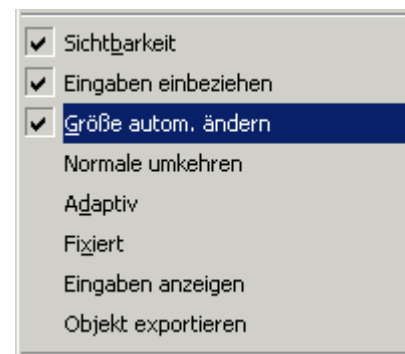 Sichtbarkeit
Eingaben einbeziehen
Größe autom. ändern
Normale umkehren
Adaptiv
Fixiert
Eingaben anzeigen
Objekt exportieren